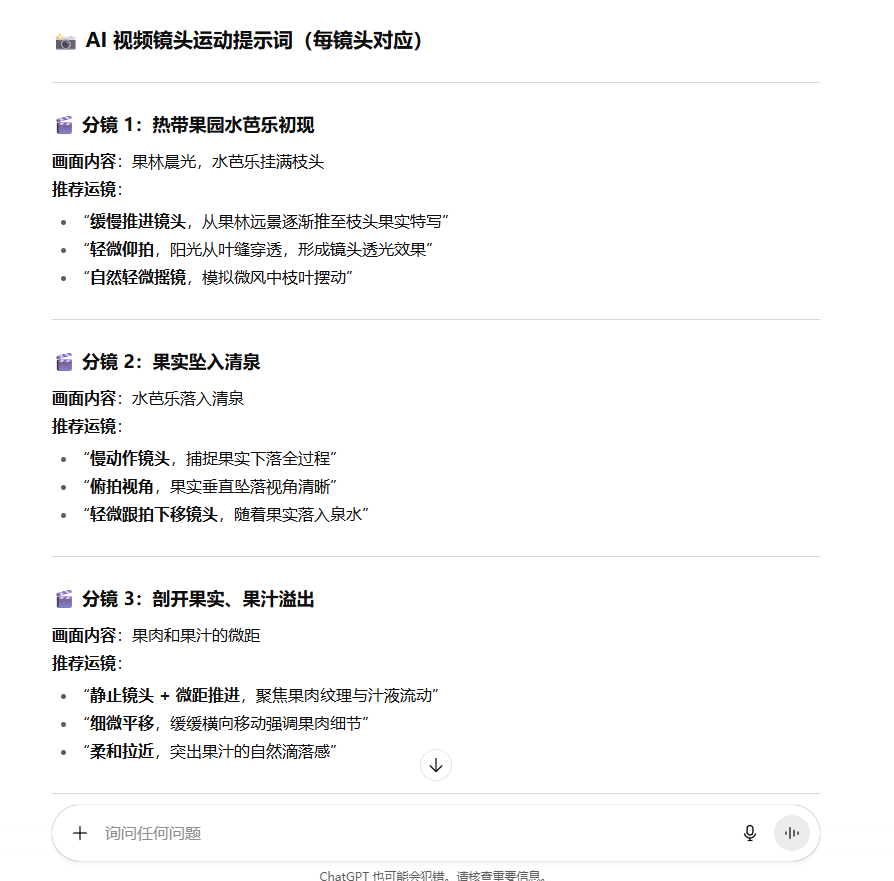 📷 AI 视频镜头运动提示词（每镜头对应）
🎬 分镜 1：热带果园水芭乐初现
画面内容：果林晨光，水芭乐挂满枝头
推荐运镜：
• “缓慢推进镜头，从果林远景逐渐推至枝头果实特写”
• “轻微仰拍，阳光从叶缝穿透，形成镜头透光效果”
• “自然轻微摇镜，模拟微风中枝叶摆动”
🎬 分镜 2：果实坠入清泉
画面内容：水芭乐落入清泉
推荐运镜：
• “慢动作镜头，捕捉果实下落全过程”
• “俯拍视角，果实垂直坠落视角清晰”
• “轻微跟拍下移镜头，随着果实落入泉水”
🎬 分镜 3：剖开果实、果汁溢出
画面内容：果肉和果汁的微距
推荐运镜：
• “静止镜头 + 微距推进，聚焦果肉纹理与汁液流动”
• “细微平移，缓缓横向移动强调果肉细节”
• “柔和拉近，突出果汁的自然滴落感”
询问任何问题
ChatGPT 也可能会犯错。请核查重要信息。